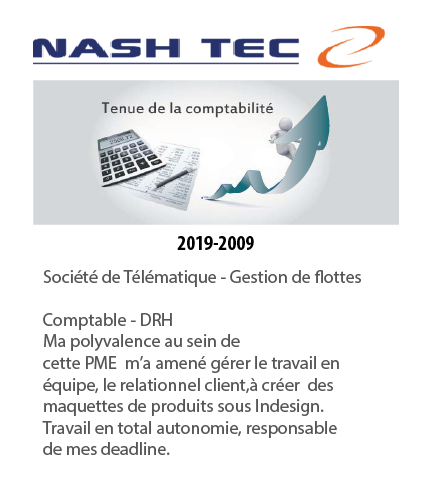 NASH TEC
Tenue de la comptabilité
2019-2009
Société de Télématique - Gestion de flottes
Comptable - DRH
Ma polyvalence au sein de
cette PME m'a amené gérer le travail en
équipe, le relationnel client,à créer des
maquettes de produits sous Indesign.
Travail en total autonomie, responsable
de mes deadline.